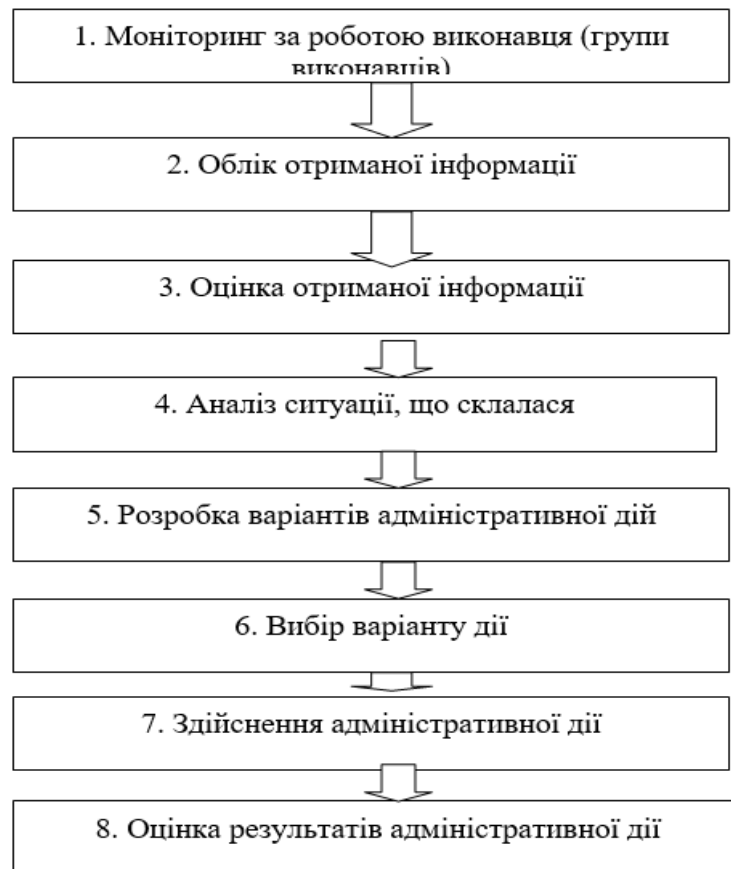 1. Моніторинг за роботою виконавця (групи
виконавців)
2. Облік отриманої інформації
3. Оцінка отриманої інформації
4. Аналіз ситуації, що склалася
5. Розробка варіантів адміністративної дій
6. Вибір варіанту дії
7. Здійснення адміністративної дії
8. Оцінка результатів адміністративної дії